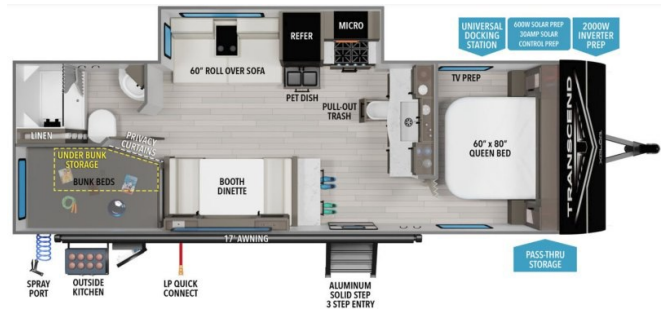 UNIVERSAL
DOCKING
STATION
600W SOLAR PREP
30AMP SOLAR
CONTROL PREP
2000W
INVERTER
PREP
REFER
MICRO
60" ROLL OVER SOFA
PET DISH
PULL-OUT
TRASH
TV PREP
LINEN
PRIVACY
CURTAINS
UNDER BUNK
STORAGE
BUNK BEDS
BOOTH
DINETTE
60" x 80"
QUEEN BED
TRANSCEND
17' AWNING
PASS-THRU
STORAGE
SPRAY
PORT
OUTSIDE
KITCHEN
LP QUICK
CONNECT
ALUMINUM
SOLID STEP
3 STEP ENTRY